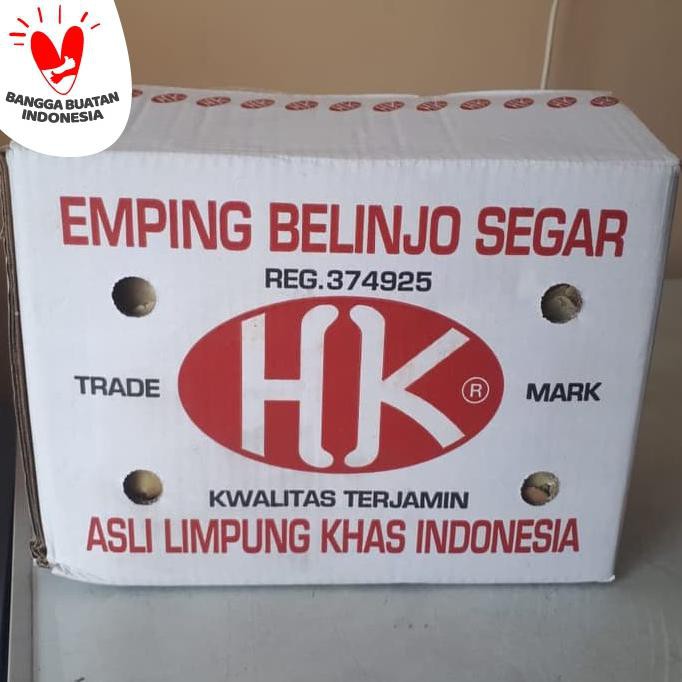 BANGGA BUATAN
INDONESIA
EMPING BELINJO SEGAR
REG.374925
TRADE HK ® MARK
KWALITAS TERJAMIN
ASLI LIMPUNG KHAS INDONESIA